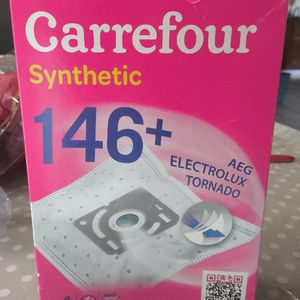 Carrefour
Synthetic
146+
AEG
ELECTROLUX
TORNADO